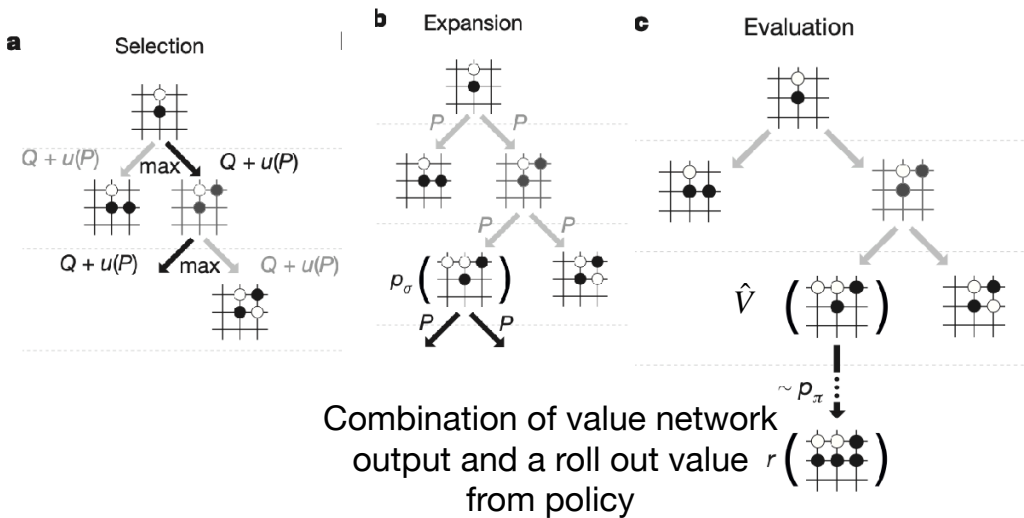 a
Selection
Q + u(P)
max
Q + u(P)
Q + u(P)
max
Q + u(P)
b
Expansion
P
P
P
P
pσ ( )
P
P
c
Evaluation
V̂ ( )
~ pπ
r ( )
Combination of value network
output and a roll out value
from policy